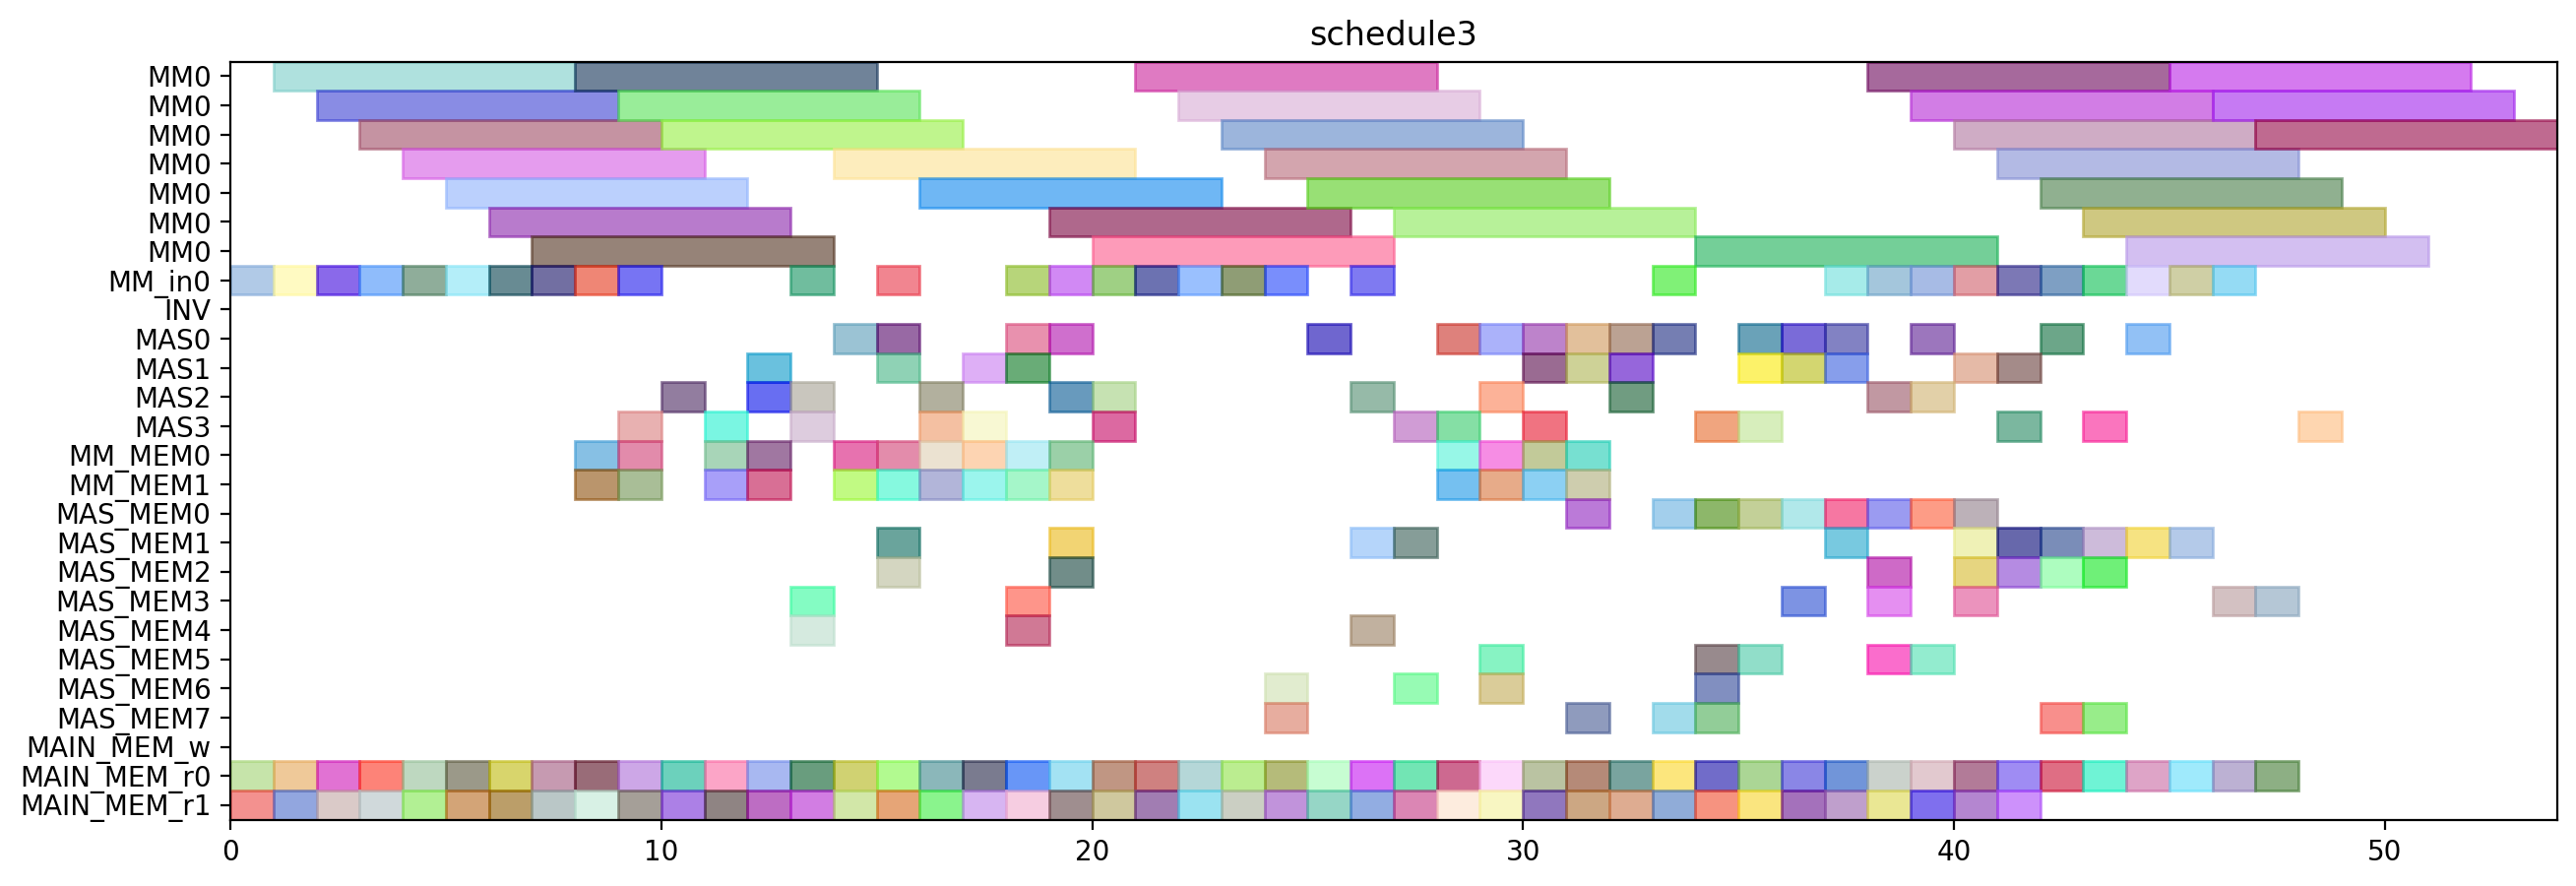 schedule3
MM0
MM0
MM0
MM0
MM0
MM0
MM0
MM_in0
INV
MAS0
MAS1
MAS2
MAS3
MM_MEM0
MM_MEM1
MAS_MEM0
MAS_MEM1
MAS_MEM2
MAS_MEM3
MAS_MEM4
MAS_MEM5
MAS_MEM6
MAS_MEM7
MAIN_MEM_w
MAIN_MEM_r0
MAIN_MEM_r1
0 10 20 30 40 50